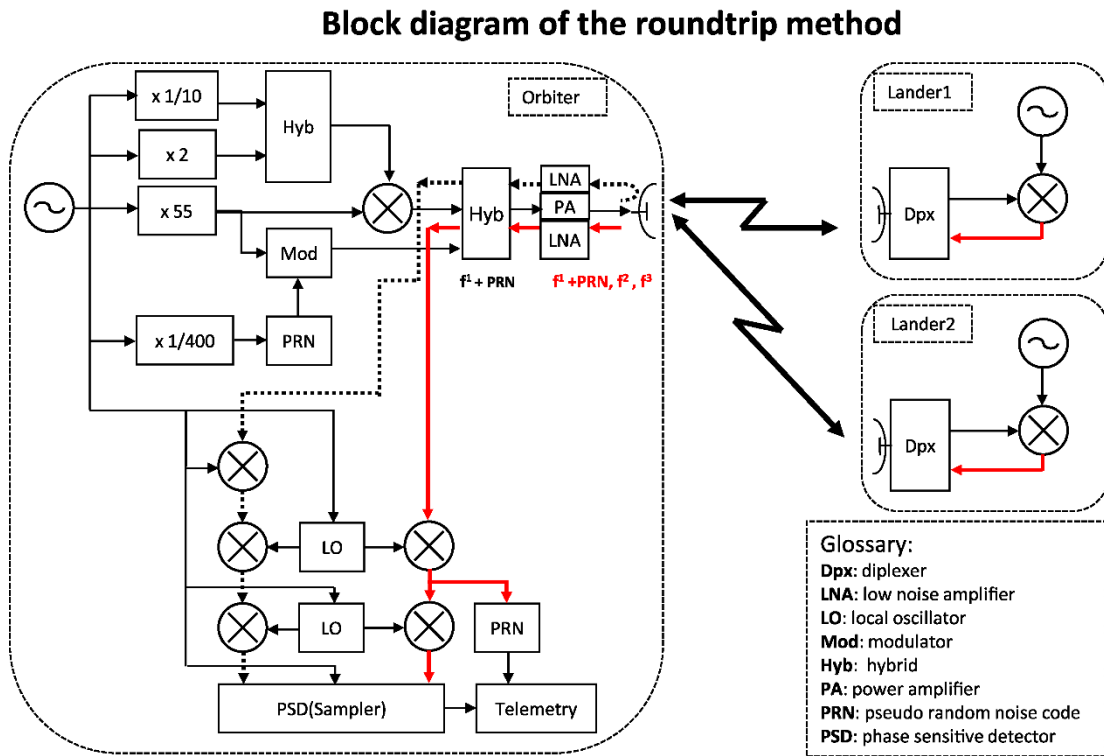 Block diagram of the roundtrip method
x 1/10
Hyb
x 2
x 55
Mod
x 1/400
PRN
Orbiter
Hyb
LNA
PA
LNA
f¹ + PRN
f¹ +PRN, f² , f³
LO
LO
PRN
PSD(Sampler)
Telemetry
Lander1
Dpx
Lander2
Dpx
Glossary:
Dpx: diplexer
LNA: low noise amplifier
LO: local oscillator
Mod: modulator
Hyb: hybrid
PA: power amplifier
PRN: pseudo random noise code
PSD: phase sensitive detector